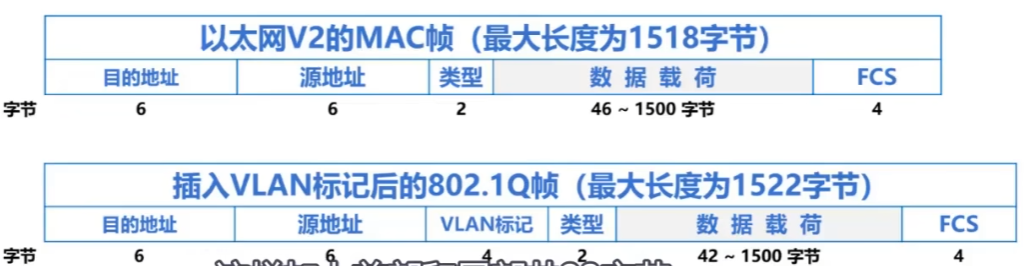 以太网V2的MAC帧（最大长度为1518字节）
目的地址 源地址 类型 数据载荷 FCS
字节 6 6 2 46 ~ 1500 字节 4
插入VLAN标记后的802.1Q帧（最大长度为1522字节）
目的地址 源地址 VLAN标记 类型 数据载荷 FCS
字节 6 6 4 2 42 ~ 1500 字节 4